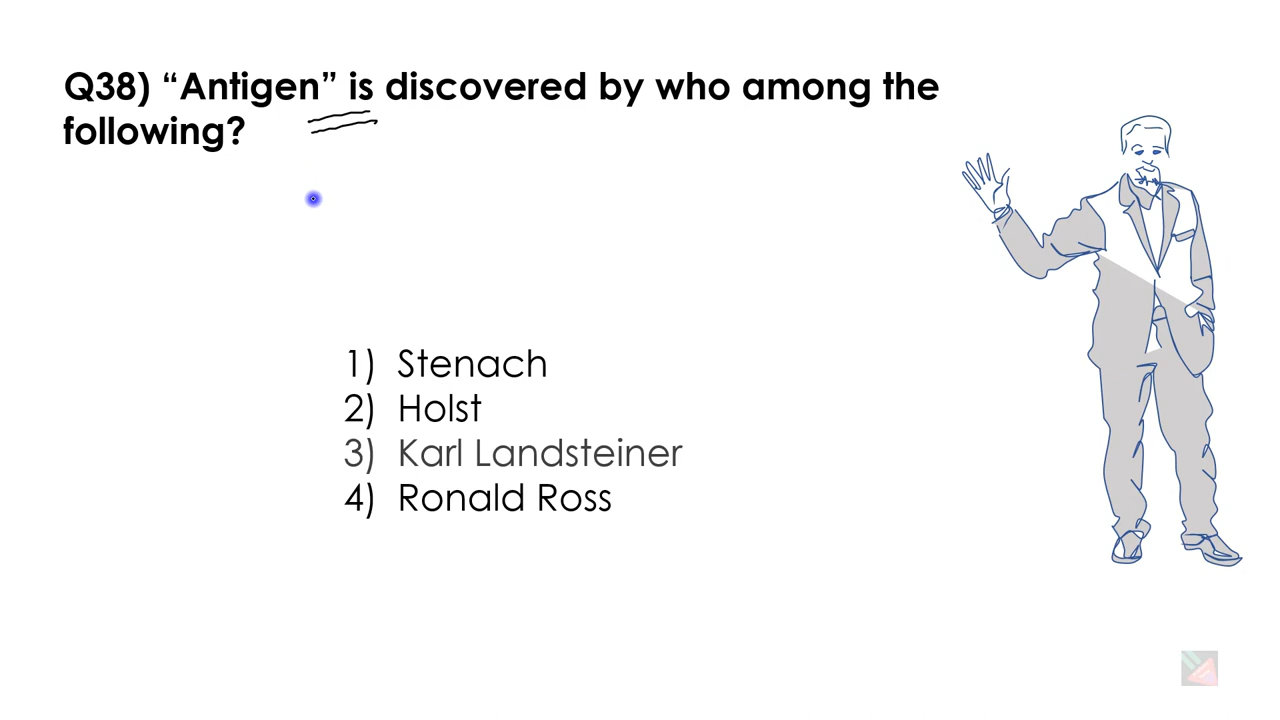 Q38) “Antigen” is discovered by who among the
following?
1) Stenach
2) Holst
3) Karl Landsteiner
4) Ronald Ross